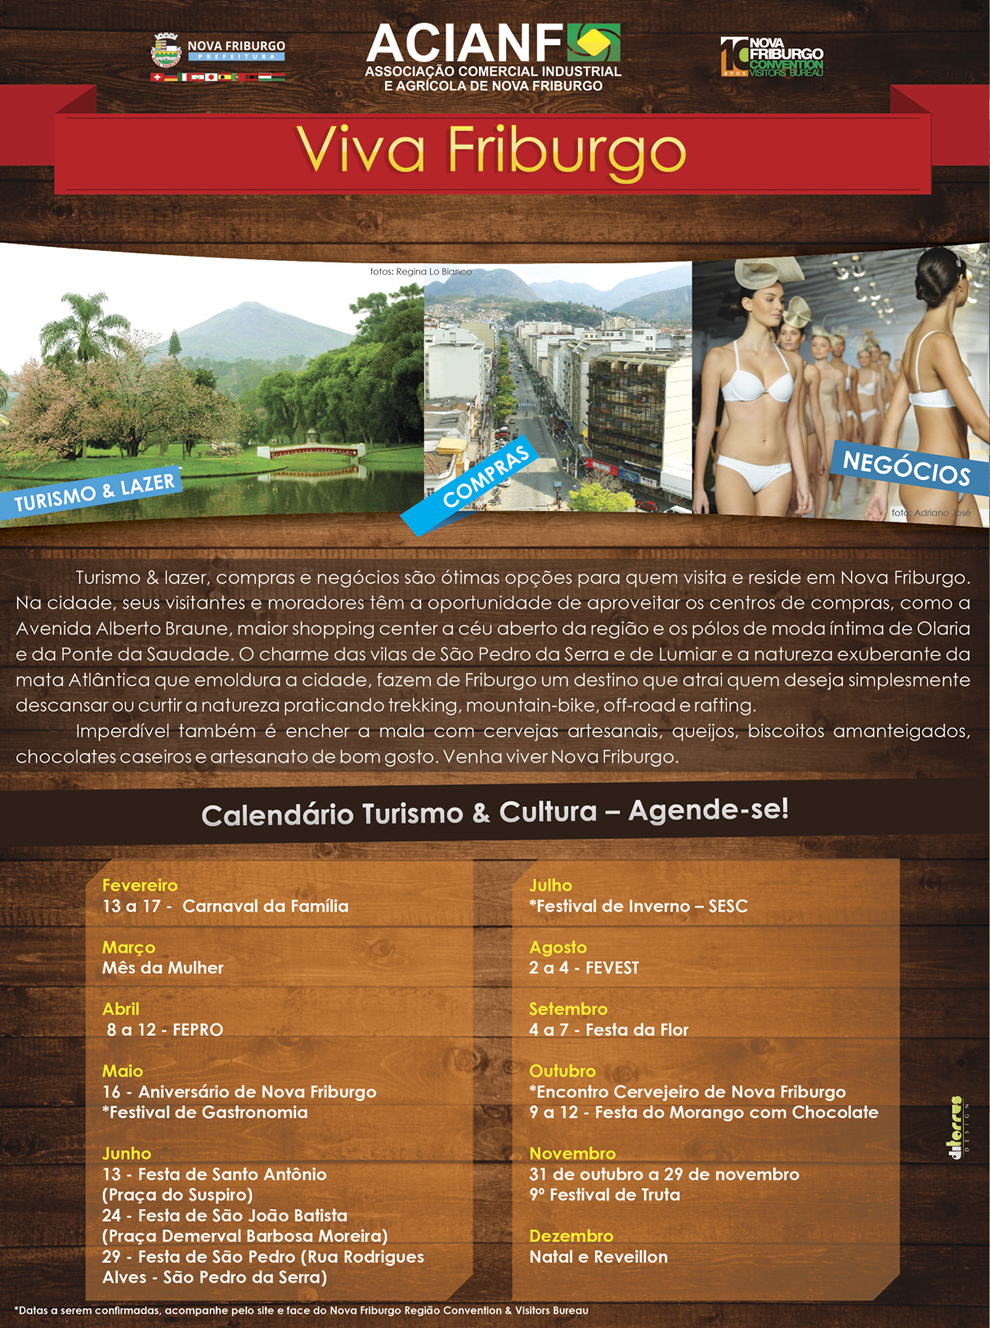 NOVA FRIBURGO
PREFEITURA
ACIANF
ASSOCIAÇÃO COMERCIAL INDUSTRIAL
E AGRÍCOLA DE NOVA FRIBURGO
10 anos
NOVA
FRIBURGO
CONVENTION
VISITORS BUREAU
Viva Friburgo
fotos: Regina Lo Bianco
TURISMO & LAZER
COMPRAS
NEGÓCIOS
foto: Adriano José
Turismo & lazer, compras e negócios são ótimas opções para quem visita e reside em Nova Friburgo.
Na cidade, seus visitantes e moradores têm a oportunidade de aproveitar os centros de compras, como a
Avenida Alberto Braune, maior shopping center a céu aberto da região e os pólos de moda íntima de Olaria
e da Ponte da Saudade. O charme das vilas de São Pedro da Serra e de Lumiar e a natureza exuberante da
mata Atlântica que emoldura a cidade, fazem de Friburgo um destino que atrai quem deseja simplesmente
descansar ou curtir a natureza praticando trekking, mountain-bike, off-road e rafting.
Imperdível também é encher a mala com cervejas artesanais, queijos, biscoitos amanteigados,
chocolates caseiros e artesanato de bom gosto. Venha viver Nova Friburgo.
Calendário Turismo & Cultura – Agende-se!
Fevereiro
13 a 17 - Carnaval da Família
Março
Mês da Mulher
Abril
8 a 12 - FEPRO
Maio
16 - Aniversário de Nova Friburgo
*Festival de Gastronomia
Junho
13 - Festa de Santo Antônio
(Praça do Suspiro)
24 - Festa de São João Batista
(Praça Demerval Barbosa Moreira)
29 - Festa de São Pedro (Rua Rodrigues
Alves - São Pedro da Serra)
Julho
*Festival de Inverno – SESC
Agosto
2 a 4 - FEVEST
Setembro
4 a 7 - Festa da Flor
Outubro
*Encontro Cervejeiro de Nova Friburgo
9 a 12 - Festa do Morango com Chocolate
Novembro
31 de outubro a 29 de novembro
9º Festival de Truta
Dezembro
Natal e Reveillon
ditorres
DESIGN
*Datas a serem confirmadas, acompanhe pelo site e face do Nova Friburgo Região Convention & Visitors Bureau